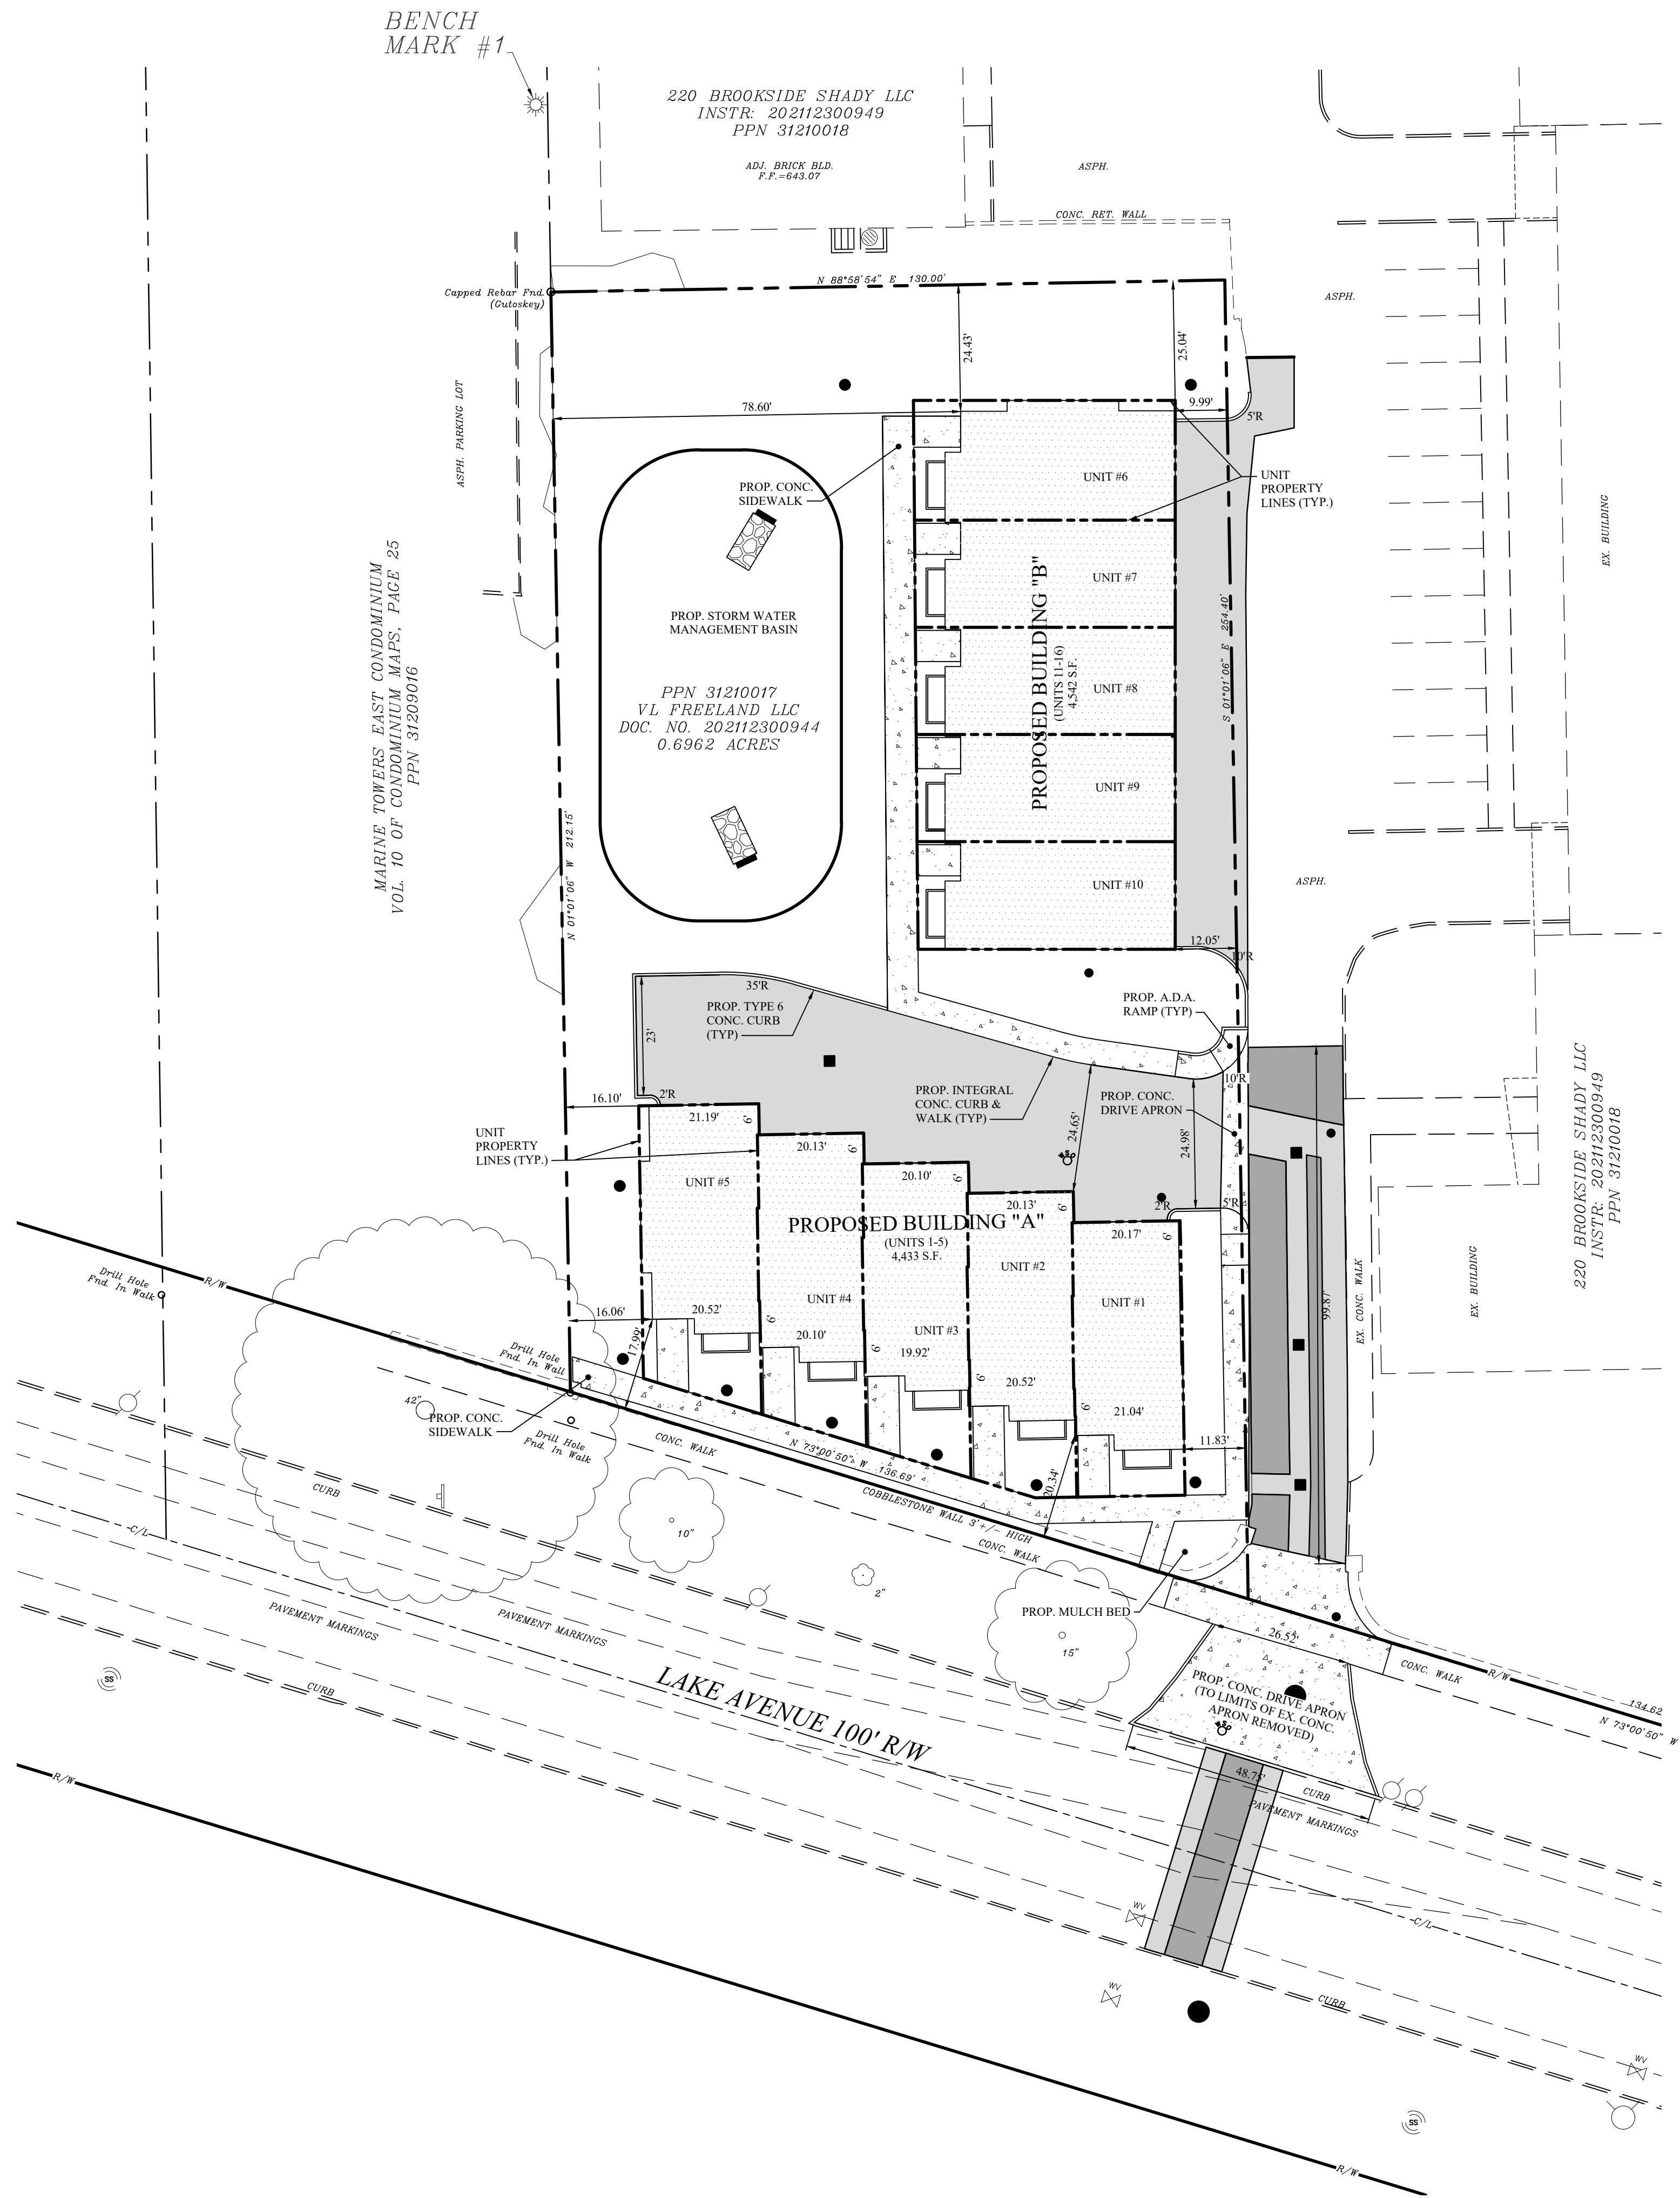 BENCH
MARK #1
220 BROOKSIDE SHADY LLC
INSTR: 202112300949
PPN 31210018
ADJ. BRICK BLD.
F.F.=643.07
ASPH.
CONC. RET. WALL
N 88°58'54" E 130.00'
Capped Rebar Fnd.
(Gutoskey)
ASPH.
24.43'
25.04'
ASPH. PARKING LOT
78.60'
9.99'
5'R
UNIT #6
UNIT
PROPERTY
LINES (TYP.)
PROP. CONC.
SIDEWALK
EX. BUILDING
MARINE TOWERS EAST CONDOMINIUM
VOL. 10 OF CONDOMINIUM MAPS, PAGE 25
PPN 31209016
UNIT #7
PROP. STORM WATER
MANAGEMENT BASIN
PROPOSED BUILDING "B"
(UNITS 11-16)
4,542 S.F.
S 01°01'06" E 254.40'
UNIT #8
PPN 31210017
VL FREELAND LLC
DOC. NO. 202112300944
0.6962 ACRES
UNIT #9
N 01°01'06" W 212.15'
UNIT #10
ASPH.
12.05'
10'R
35'R
PROP. TYPE 6
CONC. CURB
(TYP)
PROP. A.D.A.
RAMP (TYP)
23'
2'R
16.10'
PROP. INTEGRAL
CONC. CURB &
WALK (TYP)
PROP. CONC.
DRIVE APRON
10'R
24.65'
24.98'
220 BROOKSIDE SHADY LLC
INSTR: 202112300949
PPN 31210018
21.19'
6'
UNIT
PROPERTY
LINES (TYP.)
20.13'
6'
20.10'
6'
UNIT #5
20.13'
6'
2'R
5'R
PROPOSED BUILDING "A"
(UNITS 1-5)
4,433 S.F.
20.17'
6'
UNIT #2
UNIT #4
UNIT #1
UNIT #3
99.87'
EX. CONC. WALK
EX. BUILDING
Drill Hole
Fnd. In Walk
R/W
16.06'
20.52'
17.99'
6'
20.10'
6'
19.92'
6'
20.52'
6'
21.04'
11.83'
Drill Hole
Fnd. In Wall
42"
PROP. CONC.
SIDEWALK
Drill Hole
Fnd. In Walk
CONC. WALK
N 73°00'50" W 136.69'
20.34'
COBBLESTONE WALL 3'+/- HIGH
CONC. WALK
CURB
C/L
10"
2"
15"
PROP. MULCH BED
PAVEMENT MARKINGS
PAVEMENT MARKINGS
26.52'
CONC. WALK
R/W
134.62
N 73°00'50" W
SS
CURB
LAKE AVENUE 100' R/W
PROP. CONC. DRIVE APRON
(TO LIMITS OF EX. CONC.
APRON REMOVED)
48.75'
CURB
PAVEMENT MARKINGS
R/W
WV
C/L
WV
CURB
WV
SS
R/W